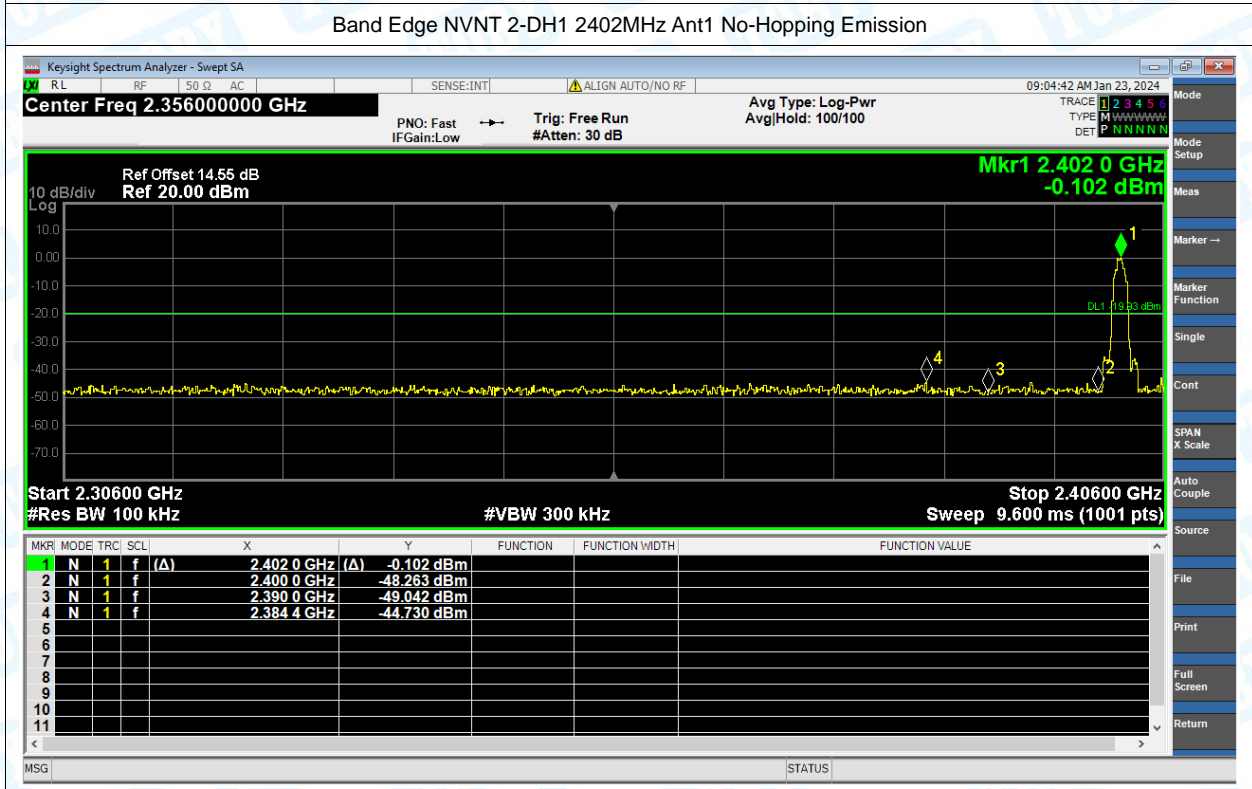 Band Edge NVNT 2-DH1 2402MHz Ant1 No-Hopping Emission
Keysight Spectrum Analyzer - Swept SA
LXI RL RF 50 Ω AC SENSE:INT ALIGN AUTO/NO RF 09:04:42 AM Jan 23, 2024
Center Freq 2.356000000 GHz
PNO: Fast
IFGain:Low
Trig: Free Run
#Atten: 30 dB
Avg Type: Log-Pwr
Avg|Hold: 100/100
TRACE 1 2 3 4 5 6
TYPE M WWWWW
DET P N N N N N
Mode
Mode Setup
Meas
Marker →
Marker Function
Single
Cont
SPAN X Scale
Auto Couple
Source
File
Print
Full Screen
Return
Ref Offset 14.55 dB
10 dB/div Ref 20.00 dBm
Log
Mkr1 2.402 0 GHz
-0.102 dBm
10.0
0.00
-10.0
-20.0
-30.0
-40.0
-50.0
-60.0
-70.0
1
DL1 -19.93 dBm
4
3
2
Start 2.30600 GHz Stop 2.40600 GHz
#Res BW 100 kHz #VBW 300 kHz Sweep 9.600 ms (1001 pts)
MKR MODE TRC SCL X Y FUNCTION FUNCTION WIDTH FUNCTION VALUE
1 N 1 f (Δ) 2.402 0 GHz (Δ) -0.102 dBm
2 N 1 f 2.400 0 GHz -48.263 dBm
3 N 1 f 2.390 0 GHz -49.042 dBm
4 N 1 f 2.384 4 GHz -44.730 dBm
5
6
7
8
9
10
11
MSG STATUS